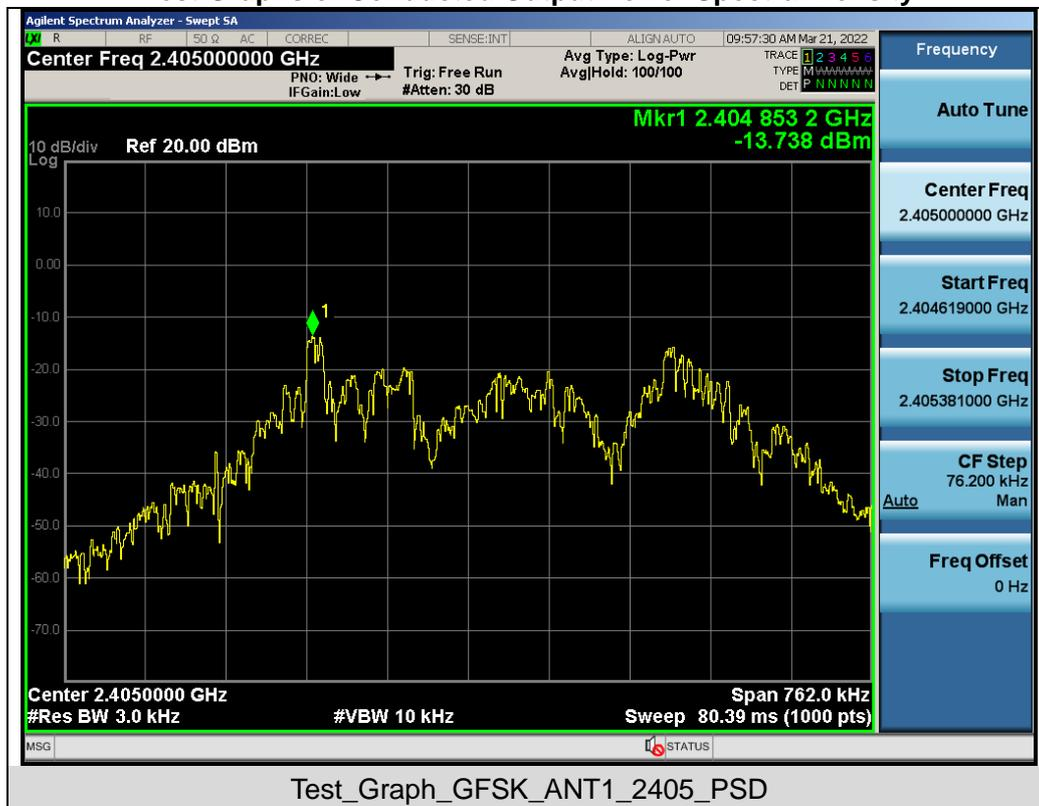 Agilent Spectrum Analyzer - Swept SA
LXI R RF 50 Ω AC CORREC SENSE:INT ALIGNAUTO 09:57:30 AM Mar 21, 2022
Center Freq 2.405000000 GHz
PNO: Wide
IFGain:Low
Trig: Free Run
#Atten: 30 dB
Avg Type: Log-Pwr
Avg|Hold: 100/100
TRACE 1 2 3 4 5 6
TYPE M WWWWW
DET P N N N N N
Mkr1 2.404 853 2 GHz
-13.738 dBm
10 dB/div Ref 20.00 dBm
Log
10.0
0.00
-10.0
-20.0
-30.0
-40.0
-50.0
-60.0
-70.0
1
Center 2.4050000 GHz Span 762.0 kHz
#Res BW 3.0 kHz #VBW 10 kHz Sweep 80.39 ms (1000 pts)
MSG STATUS
Frequency
Auto Tune
Center Freq
2.405000000 GHz
Start Freq
2.404619000 GHz
Stop Freq
2.405381000 GHz
CF Step
76.200 kHz
Auto Man
Freq Offset
0 Hz
Test_Graph_GFSK_ANT1_2405_PSD